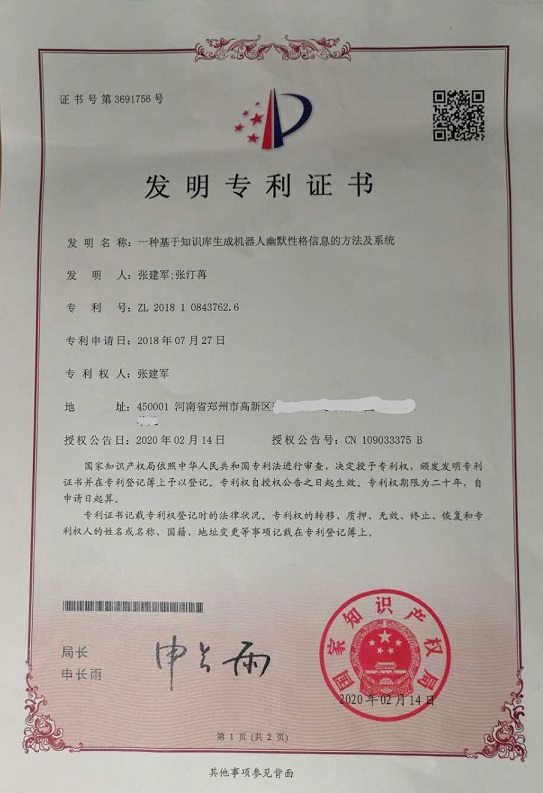 证书号第3691756号
发明专利证书
发明名称：一种基于知识库生成机器人幽默性格信息的方法及系统
发明人：张建军;张汀苒
专利号：ZL 2018 1 0843762.6
专利申请日：2018年07月27日
专利权人：张建军
地址：450001 河南省郑州市高新区
授权公告日：2020年02月14日 授权公告号：CN 109033375 B
国家知识产权局依照中华人民共和国专利法进行审查，决定授予专利权，颁发发明专利
证书并在专利登记簿上予以登记。专利权自授权公告之日起生效。专利权期限为二十年，自
申请日起算。
专利证书记载专利权登记时的法律状况。专利权的转移、质押、无效、终止、恢复和专
利权人的姓名或名称、国籍、地址变更等事项记载在专利登记簿上。
局长
申长雨
申长雨
国家知识产权局
2020年02月14日
第 1 页 (共 2 页)
其他事项参见背面